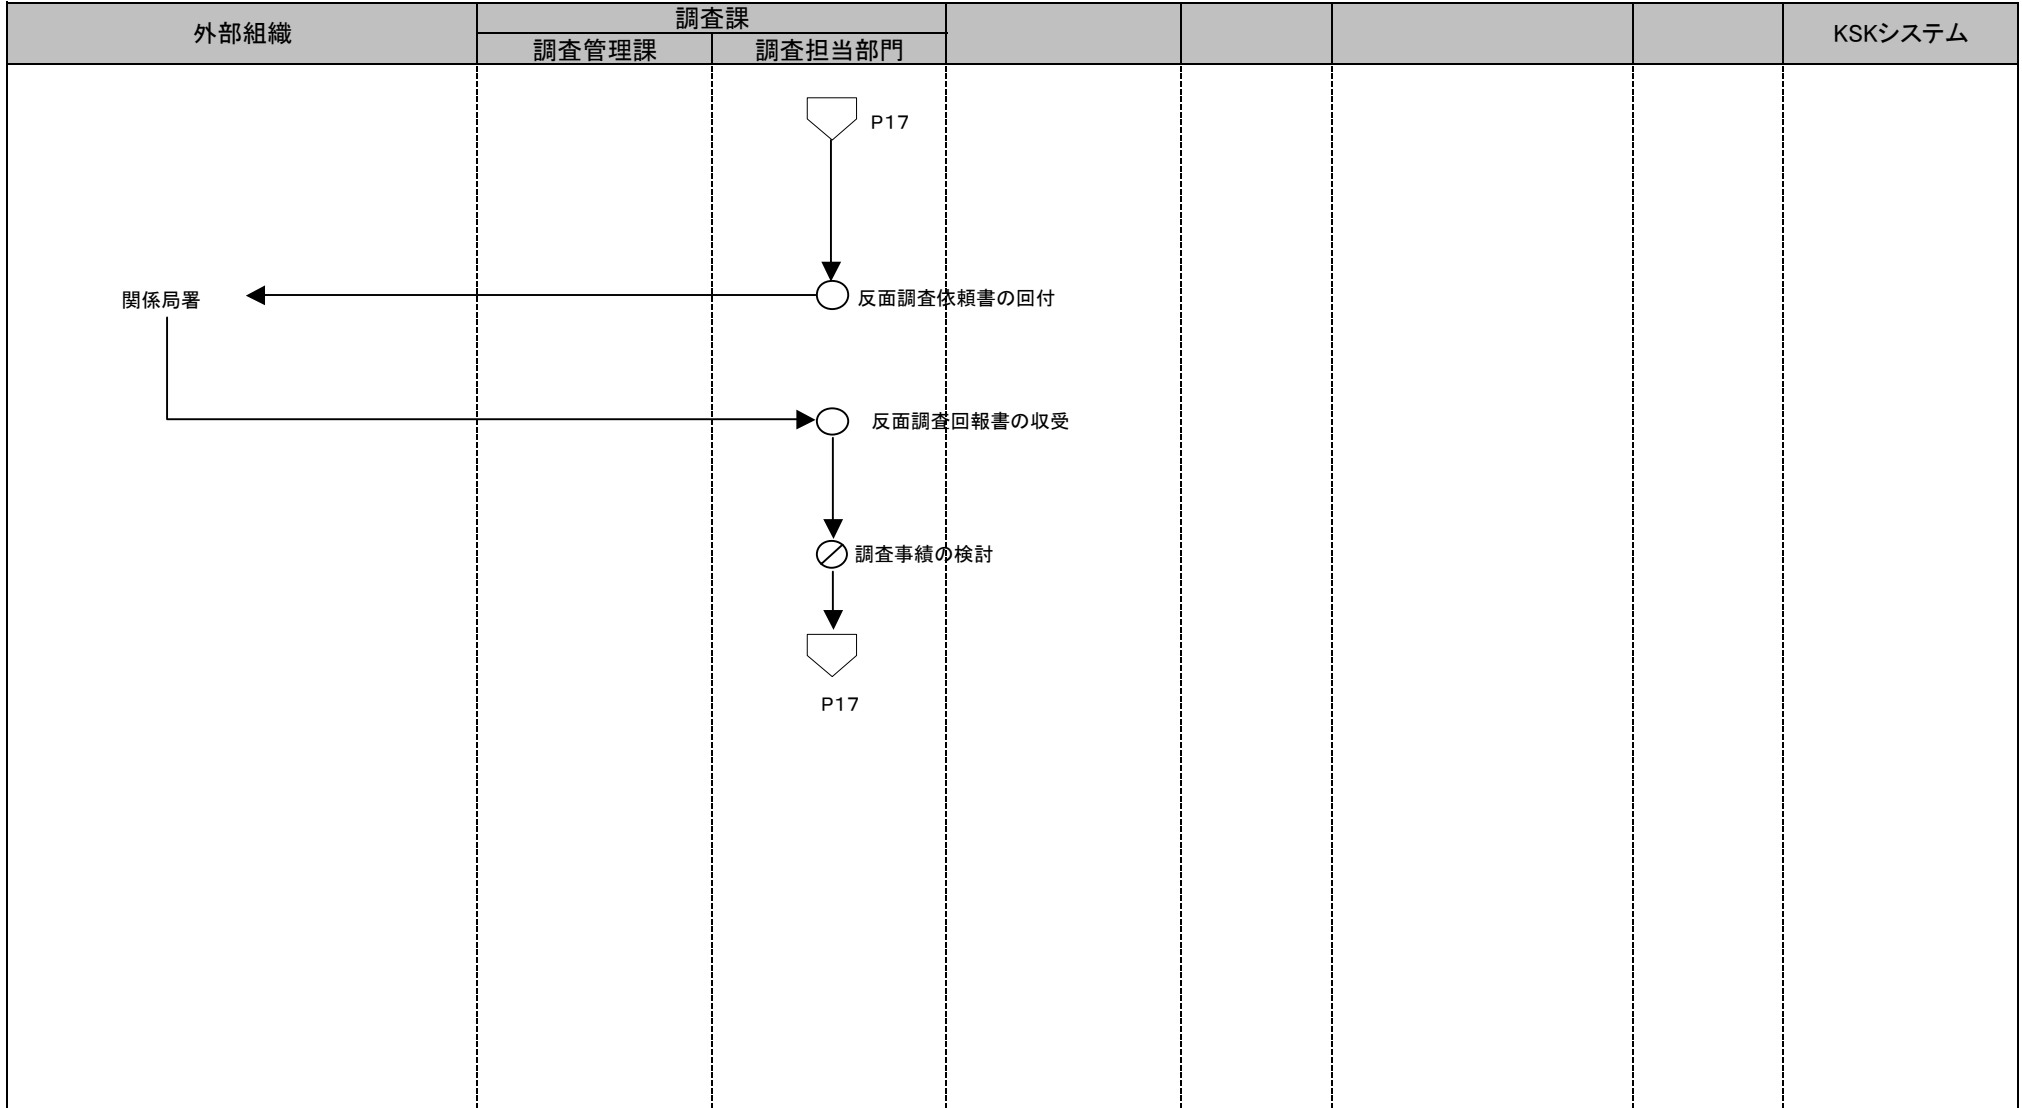 外部組織
調査課
調査管理課
調査担当部門
KSKシステム
P17
関係局署
反面調査依頼書の回付
反面調査回報書の収受
調査事績の検討
P17